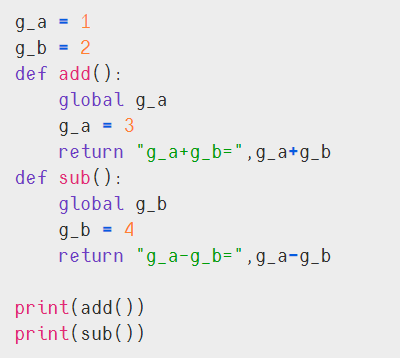 g_a = 1
g_b = 2
def add():
    global g_a
    g_a = 3
    return "g_a+g_b=",g_a+g_b
def sub():
    global g_b
    g_b = 4
    return "g_a-g_b=",g_a-g_b

print(add())
print(sub())